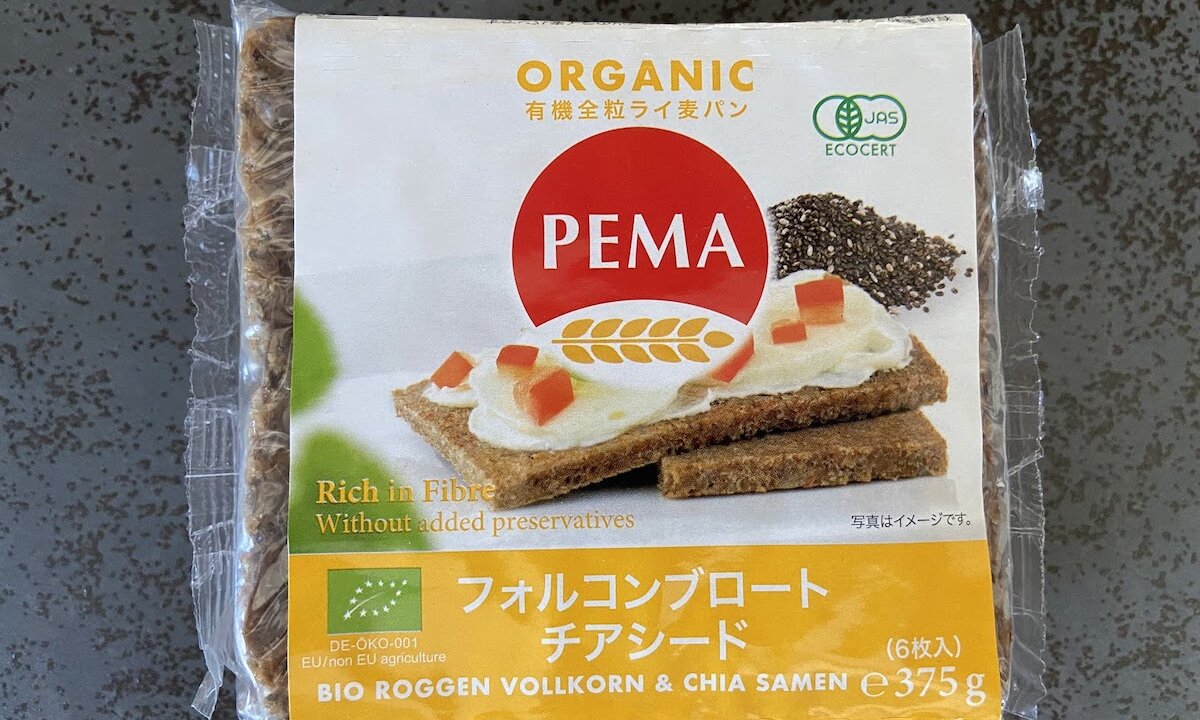 ORGANIC
有機全粒ライ麦パン
JAS
ECOCERT
PEMA
Rich in Fibre
Without added preservatives
写真はイメージです。
DE-ÖKO-001
EU/non EU agriculture
フォルコンブロート
チアシード
(6枚入)
BIO ROGGEN VOLLKORN & CHIA SAMEN ℮ 375 g